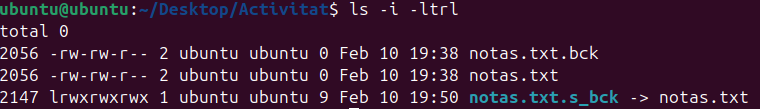 ubuntu@ubuntu:~/Desktop/Activitat$ ls -i -ltrl
total 0
2056 -rw-rw-r-- 2 ubuntu ubuntu 0 Feb 10 19:38 notas.txt.bck
2056 -rw-rw-r-- 2 ubuntu ubuntu 0 Feb 10 19:38 notas.txt
2147 lrwxrwxrwx 1 ubuntu ubuntu 9 Feb 10 19:50 notas.txt.s_bck -> notas.txt